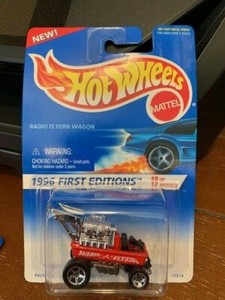 NEW!
HOT WHEELS
MATTEL
RADIO FLYER® WAGON
WARNING:
CHOKING HAZARD - Small parts.
Not for children under 3 years.
1996 FIRST EDITIONS
#9 OF
12 MODELS
RADIO FLYER